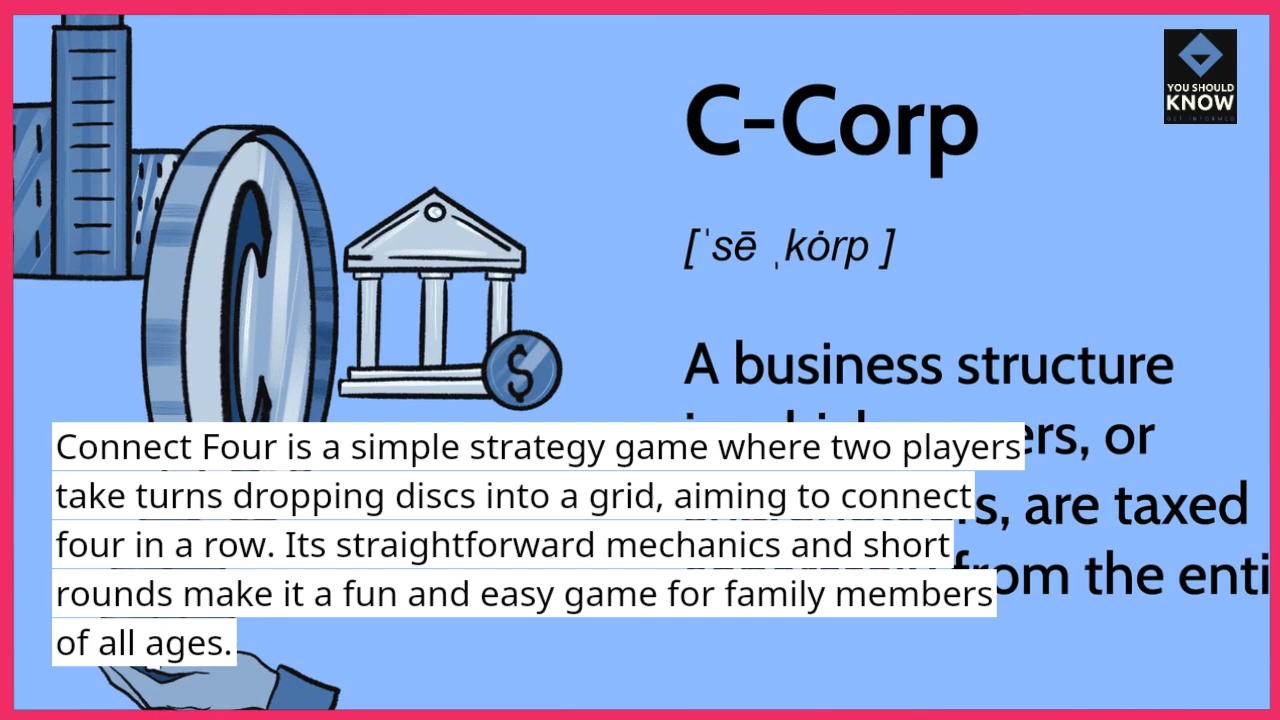 YOU SHOULD
KNOW
GET INFORMED
C-Corp
[ˈsē ˌkȯrp ]
A business structure
ers, or
s, are taxed
from the enti
Connect Four is a simple strategy game where two players
take turns dropping discs into a grid, aiming to connect
four in a row. Its straightforward mechanics and short
rounds make it a fun and easy game for family members
of all ages.